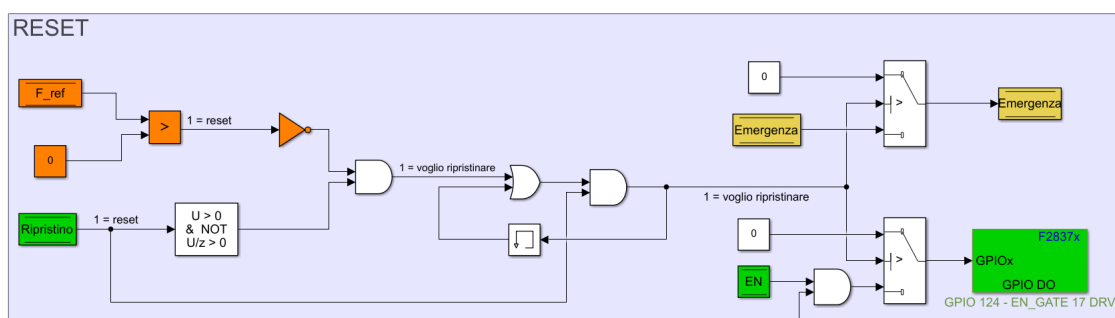 RESET
F_ref
0
>
1 = reset
Ripristino
1 = reset
U > 0
& NOT
U/z > 0
1 = voglio ripristinare
1 = voglio ripristinare
0
Emergenza
>
Emergenza
0
EN
>
F2837x
GPIOx
GPIO DO
GPIO 124 - EN_GATE 17 DRV